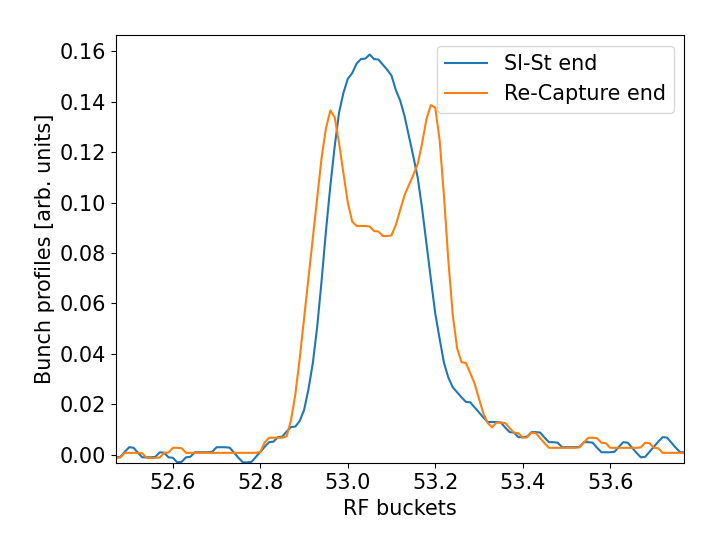 Bunch profiles [arb. units]
0.16
0.14
0.12
0.10
0.08
0.06
0.04
0.02
0.00
Sl-St end
Re-Capture end
52.6 52.8 53.0 53.2 53.4 53.6
RF buckets